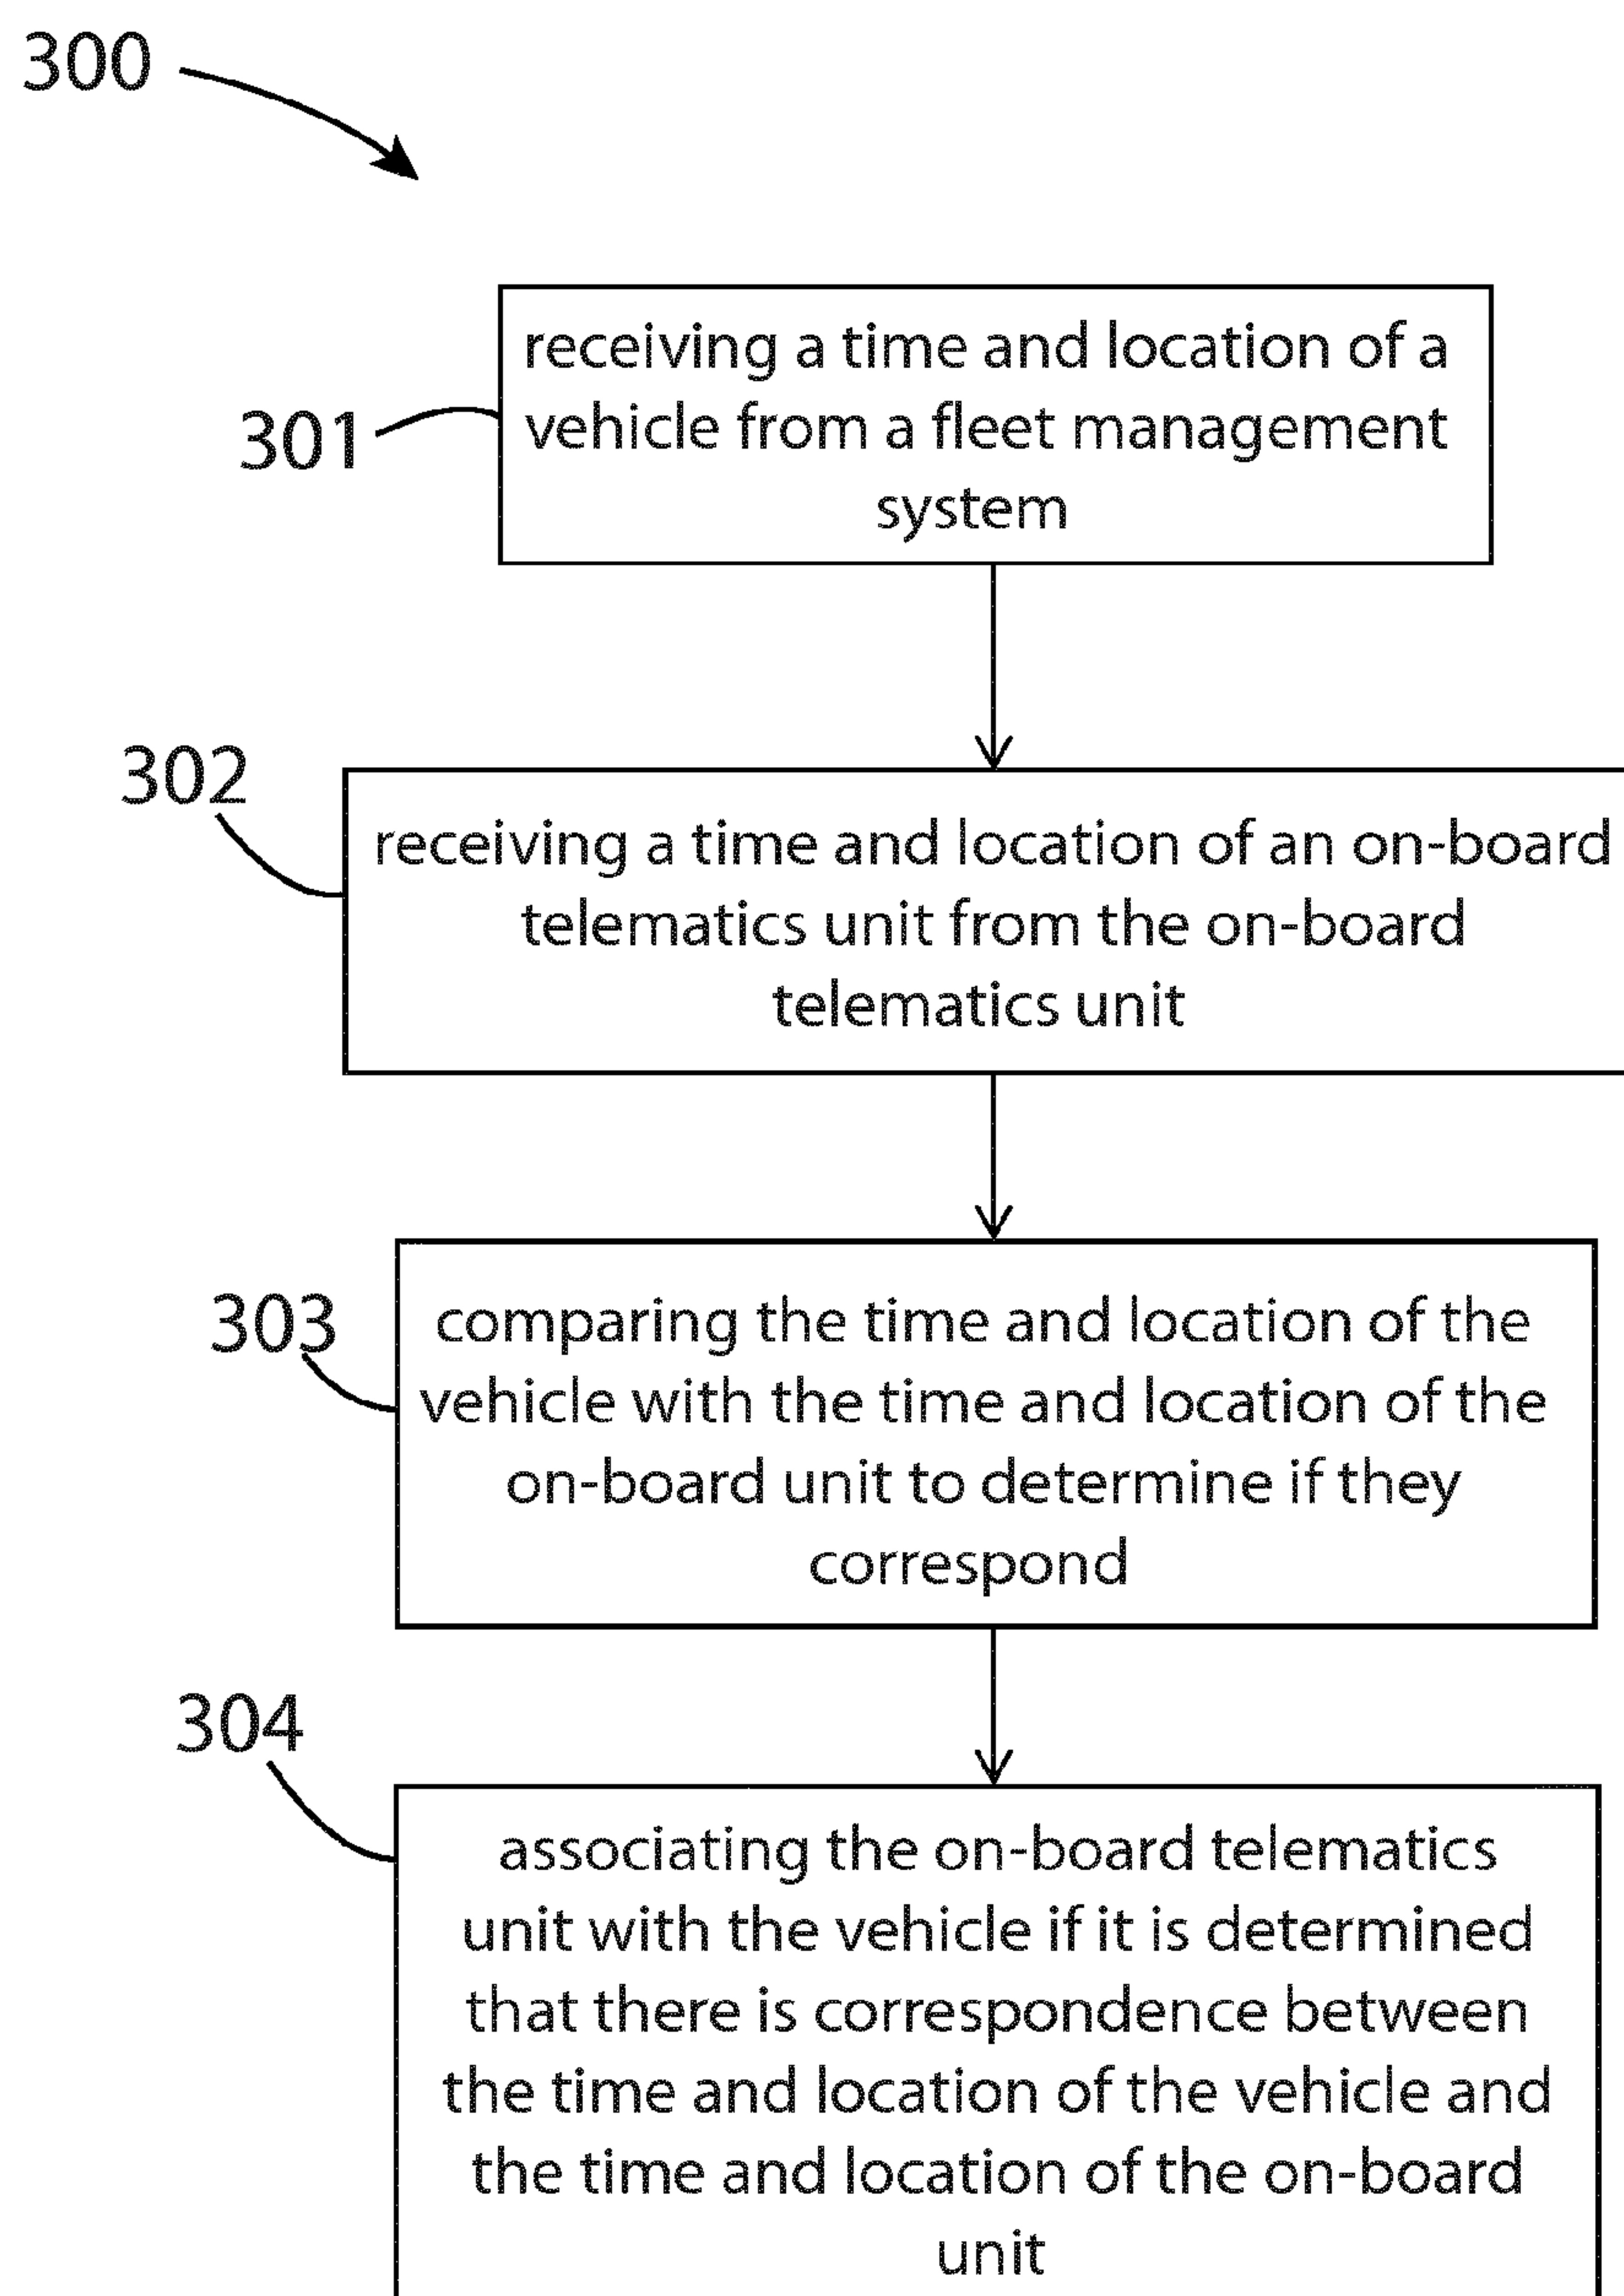 300
301
receiving a time and location of a
vehicle from a fleet management
system
302
receiving a time and location of an on-board
telematics unit from the on-board
telematics unit
303
comparing the time and location of the
vehicle with the time and location of the
on-board unit to determine if they
correspond
304
associating the on-board telematics
unit with the vehicle if it is determined
that there is correspondence between
the time and location of the vehicle and
the time and location of the on-board
unit